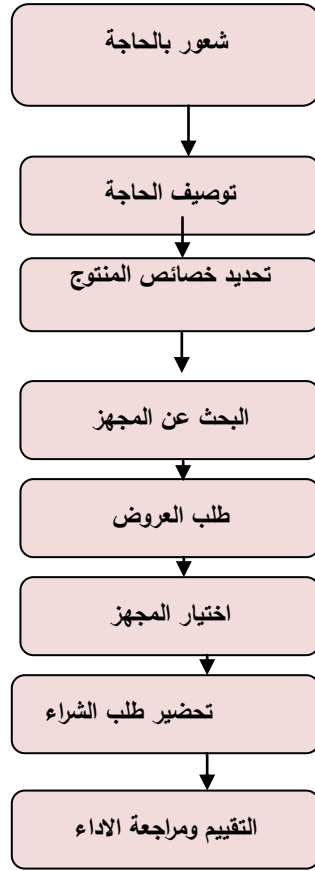 شعور بالحاجة
توصيف الحاجة
تحديد خصائص المنتوج
البحث عن المجهز
طلب العروض
اختيار المجهز
تحضير طلب الشراء
التقييم ومراجعة الاداء